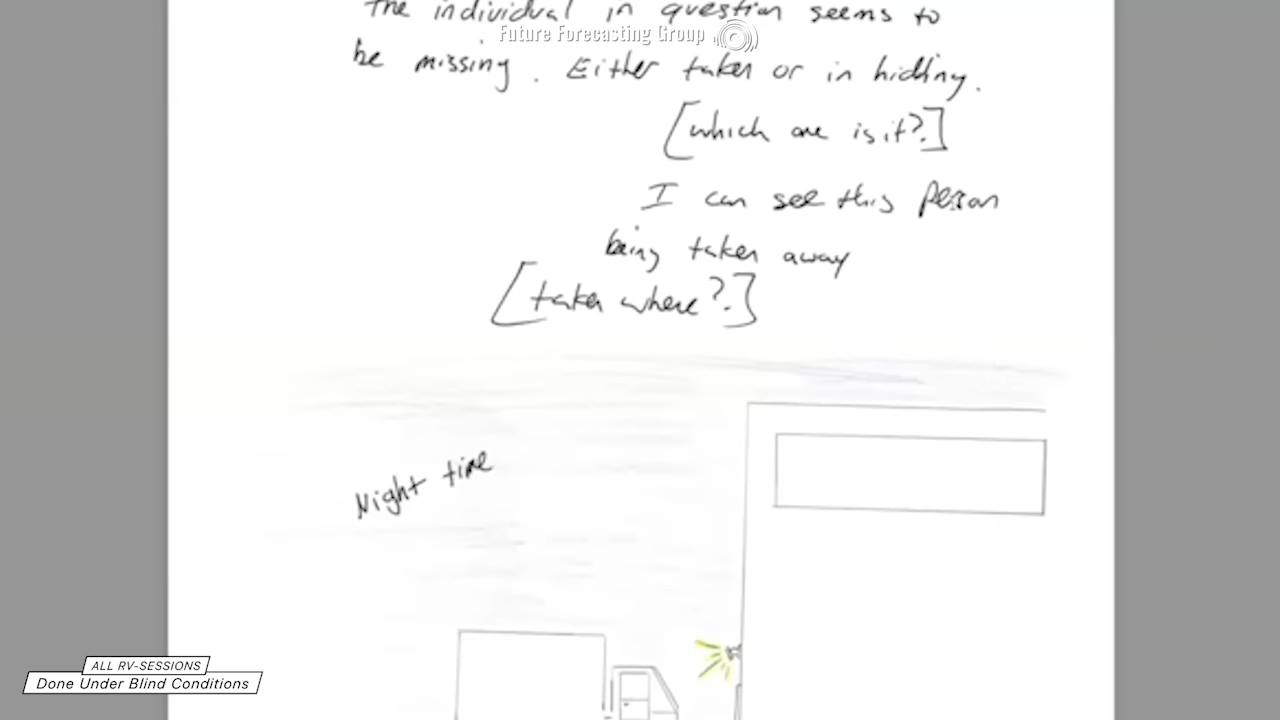 the individual in question seems to
Future Forecasting Group
be missing. Either taken or in hiding.
[which one is it?.]
I can see this person
being taken away
[taken where?.]
Night time
ALL RV-SESSIONS
Done Under Blind Conditions